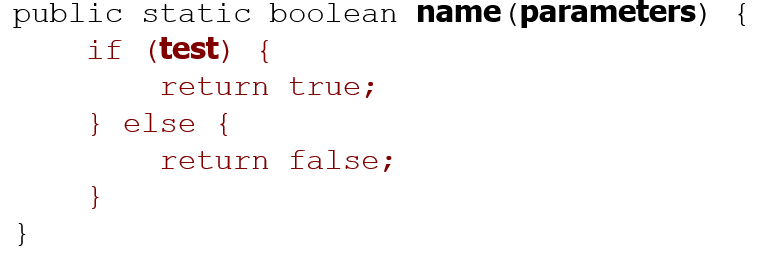 public static boolean name(parameters) {
    if (test) {
        return true;
    } else {
        return false;
    }
}